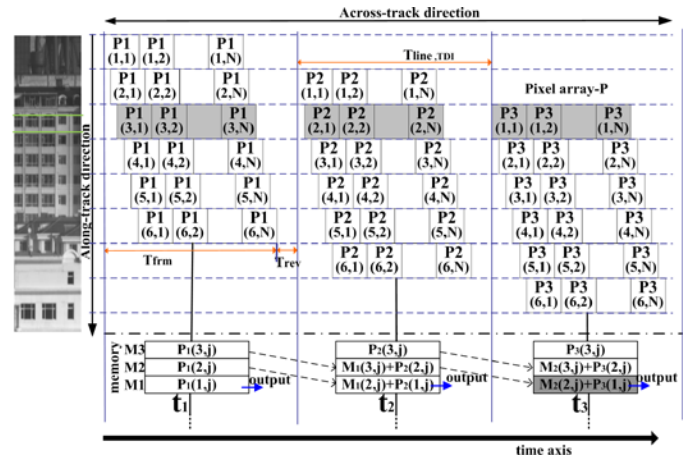 Across-track direction
Along-track direction
P1 P1 P1
(1,1) (1,2) (1,N)
P1 P1 P1
(2,1) (2,2) (2,N)
P1 P1 P1
(3,1) (3,2) (3,N)
P1 P1 P1
(4,1) (4,2) (4,N)
P1 P1 P1
(5,1) (5,2) (5,N)
P1 P1 P1
(6,1) (6,2) (6,N)
Tfrm Trev
Tline ,TDI
P2 P2 P2
(1,1) (1,2) (1,N)
P2 P2 P2
(2,1) (2,2) (2,N)
P2 P2 P2
(3,1) (3,2) (3,N)
P2 P2 P2
(4,1) (4,2) (4,N)
P2 P2 P2
(5,1) (5,2) (5,N)
P2 P2 P2
(6,1) (6,2) (6,N)
Pixel array-P
P3 P3 P3
(1,1) (1,2) (1,N)
P3 P3 P3
(2,1) (2,2) (2,N)
P3 P3 P3
(3,1) (3,2) (3,N)
P3 P3 P3
(4,1) (4,2) (4,N)
P3 P3 P3
(5,1) (5,2) (5,N)
P3 P3 P3
(6,1) (6,2) (6,N)
memory
M3 P1(3,j)
M2 P1(2,j)
M1 P1(1,j) output
t1
P2(3,j)
M1(3,j)+P2(2,j)
M1(2,j)+P2(1,j) output
t2
P3(3,j)
M2(3,j)+P3(2,j)
M2(2,j)+P3(1,j) output
t3
time axis